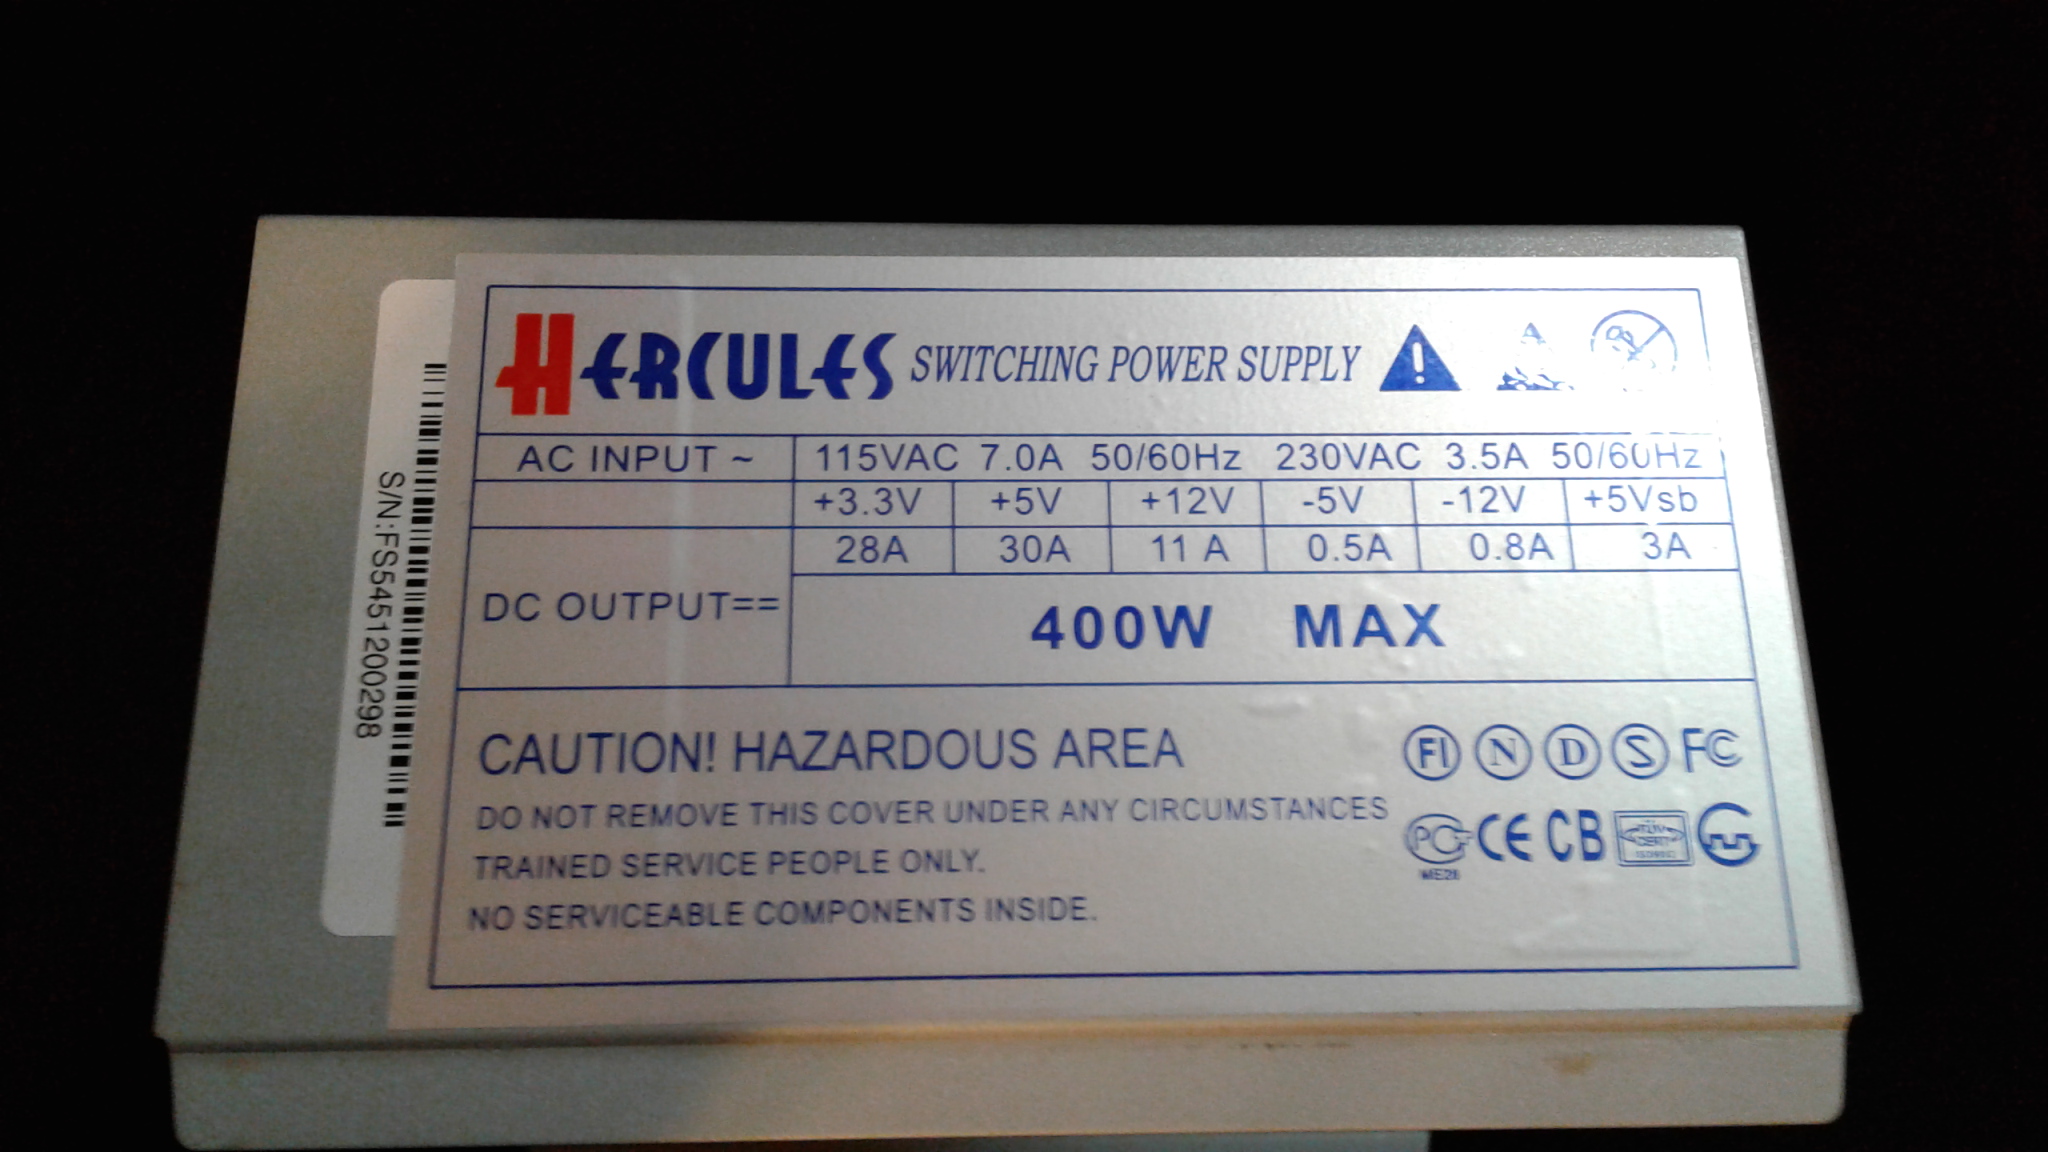 HERCULES SWITCHING POWER SUPPLY
AC INPUT ~ 115VAC 7.0A 50/60Hz 230VAC 3.5A 50/60Hz
+3.3V +5V +12V -5V -12V +5Vsb
28A 30A 11 A 0.5A 0.8A 3A
DC OUTPUT==
400W MAX
CAUTION! HAZARDOUS AREA
DO NOT REMOVE THIS COVER UNDER ANY CIRCUMSTANCES
TRAINED SERVICE PEOPLE ONLY.
NO SERVICEABLE COMPONENTS INSIDE.
FI N D S FC
PG CE CB TUV CERT
S/N:FS5451200298